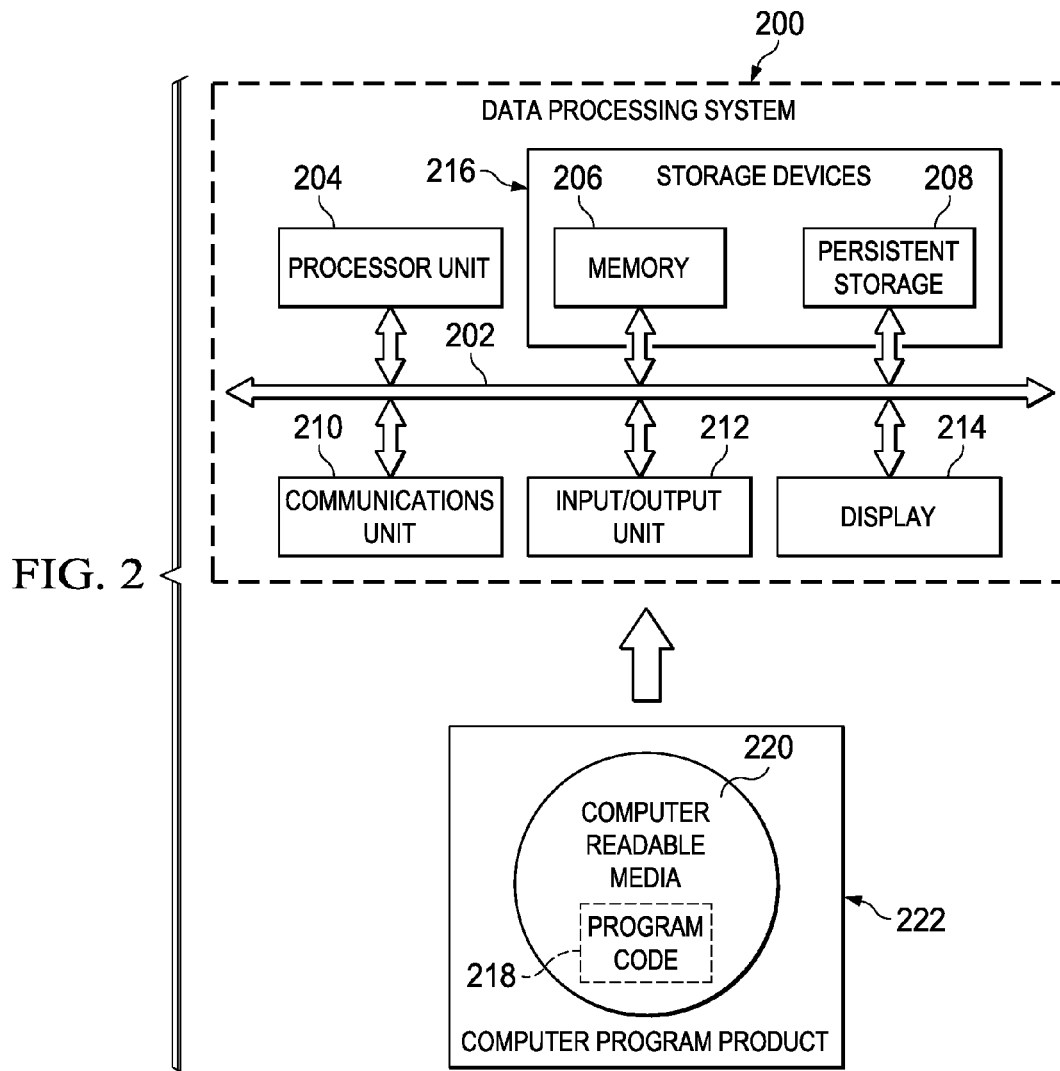 200
DATA PROCESSING SYSTEM
216
STORAGE DEVICES
204
206
208
PROCESSOR UNIT
MEMORY
PERSISTENT
STORAGE
202
210
212
214
COMMUNICATIONS
UNIT
INPUT/OUTPUT
UNIT
DISPLAY
FIG. 2
220
COMPUTER
READABLE
MEDIA
222
PROGRAM
CODE
218
COMPUTER PROGRAM PRODUCT